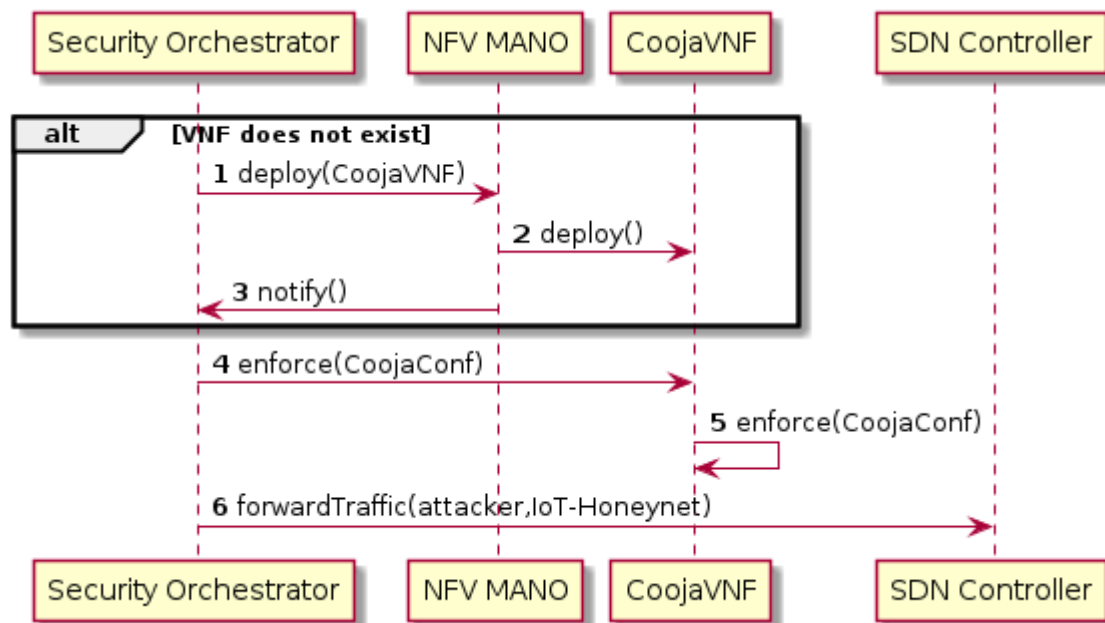 Security Orchestrator NFV MANO CoojaVNF SDN Controller
alt [VNF does not exist]
1 deploy(CoojaVNF)
2 deploy()
3 notify()
4 enforce(CoojaConf)
5 enforce(CoojaConf)
6 forwardTraffic(attacker,IoT-Honeynet)
Security Orchestrator NFV MANO CoojaVNF SDN Controller